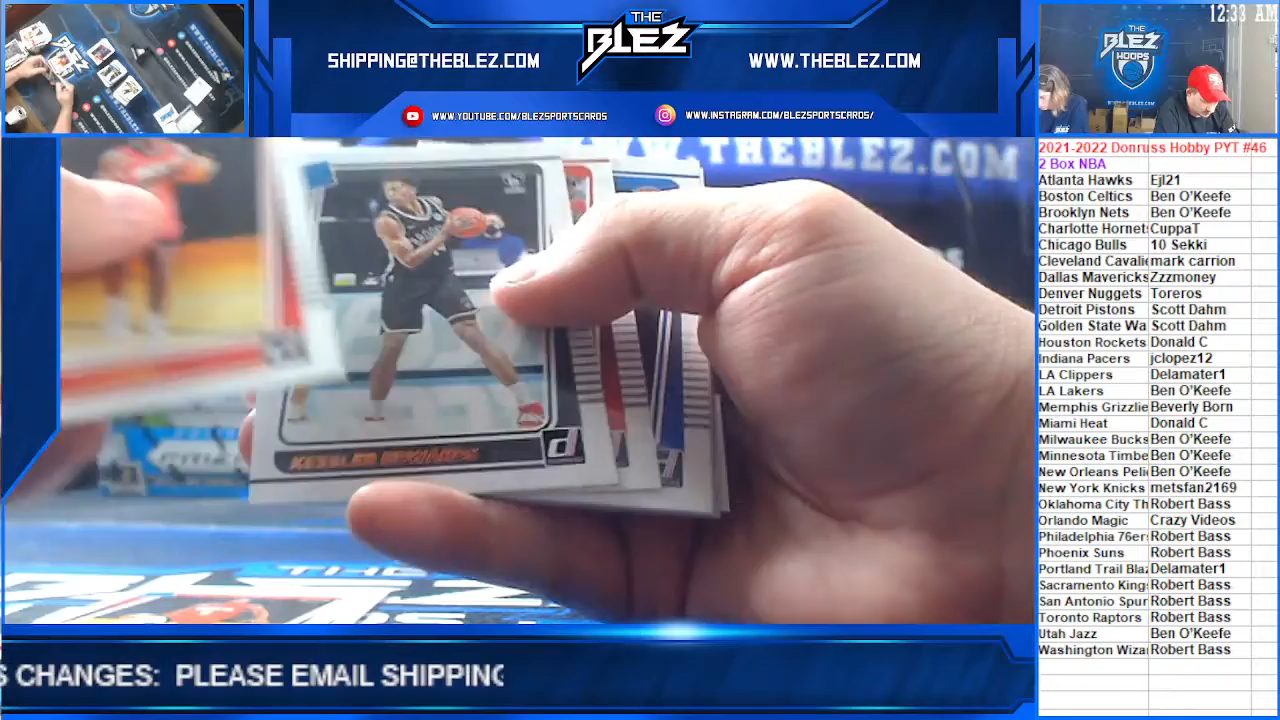 THE
BLEZ
SHIPPING@THEBLEZ.COM
WWW.THEBLEZ.COM
WWW.YOUTUBE.COM/BLEZSPORTSCARDS
WWW.INSTAGRAM.COM/BLEZSPORTSCARDS/
12:33 AM
THE
BLEZ
HOOPS
WWW.THEBLEZ.COM
KESSLER EDWARDS
d
THE
S CHANGES: PLEASE EMAIL SHIPPING
2021-2022 Donruss Hobby PYT #46
2 Box NBA
Atlanta Hawks Ejl21
Boston Celtics Ben O'Keefe
Brooklyn Nets Ben O'Keefe
Charlotte Hornet: CuppaT
Chicago Bulls 10 Sekki
Cleveland Cavalie mark carrion
Dallas Mavericks Zzzmoney
Denver Nuggets Toreros
Detroit Pistons Scott Dahm
Golden State Wa Scott Dahm
Houston Rockets Donald C
Indiana Pacers jclopez12
LA Clippers Delamater1
LA Lakers Ben O'Keefe
Memphis Grizzlie Beverly Born
Miami Heat Donald C
Milwaukee Bucks Ben O'Keefe
Minnesota Timbe Ben O'Keefe
New Orleans Peli Ben O'Keefe
New York Knicks metsfan2169
Oklahoma City Th Robert Bass
Orlando Magic Crazy Videos
Philadelphia 76er Robert Bass
Phoenix Suns Robert Bass
Portland Trail Bla Delamater1
Sacramento King Robert Bass
San Antonio Spur Robert Bass
Toronto Raptors Robert Bass
Utah Jazz Ben O'Keefe
Washington Wiza Robert Bass